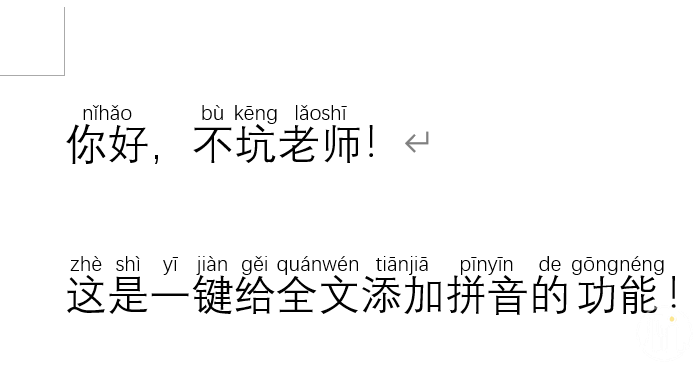 nǐhǎo bù kēng lǎoshī
你好，不坑老师！
zhè shì yī jiàn gěi quánwén tiānjiā pīnyīn de gōngnéng
这是一键给全文添加拼音的功能！